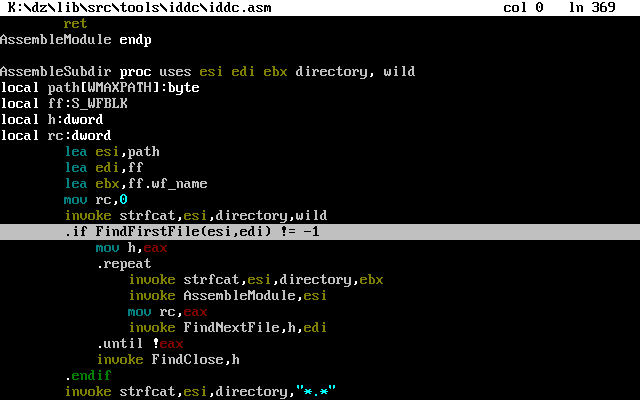 K:\dz\lib\src\tools\iddc\iddc.asm col 0 ln 369
ret
AssembleModule endp
AssembleSubdir proc uses esi edi ebx directory, wild
local path[WMAXPATH]:byte
local ff:S_WFBLK
local h:dword
local rc:dword
lea esi,path
lea edi,ff
lea ebx,ff.wf_name
mov rc,0
invoke strfcat,esi,directory,wild
.if FindFirstFile(esi,edi) != -1
mov h,eax
.repeat
invoke strfcat,esi,directory,ebx
invoke AssembleModule,esi
mov rc,eax
invoke FindNextFile,h,edi
.until !eax
invoke FindClose,h
.endif
invoke strfcat,esi,directory,"*.*"